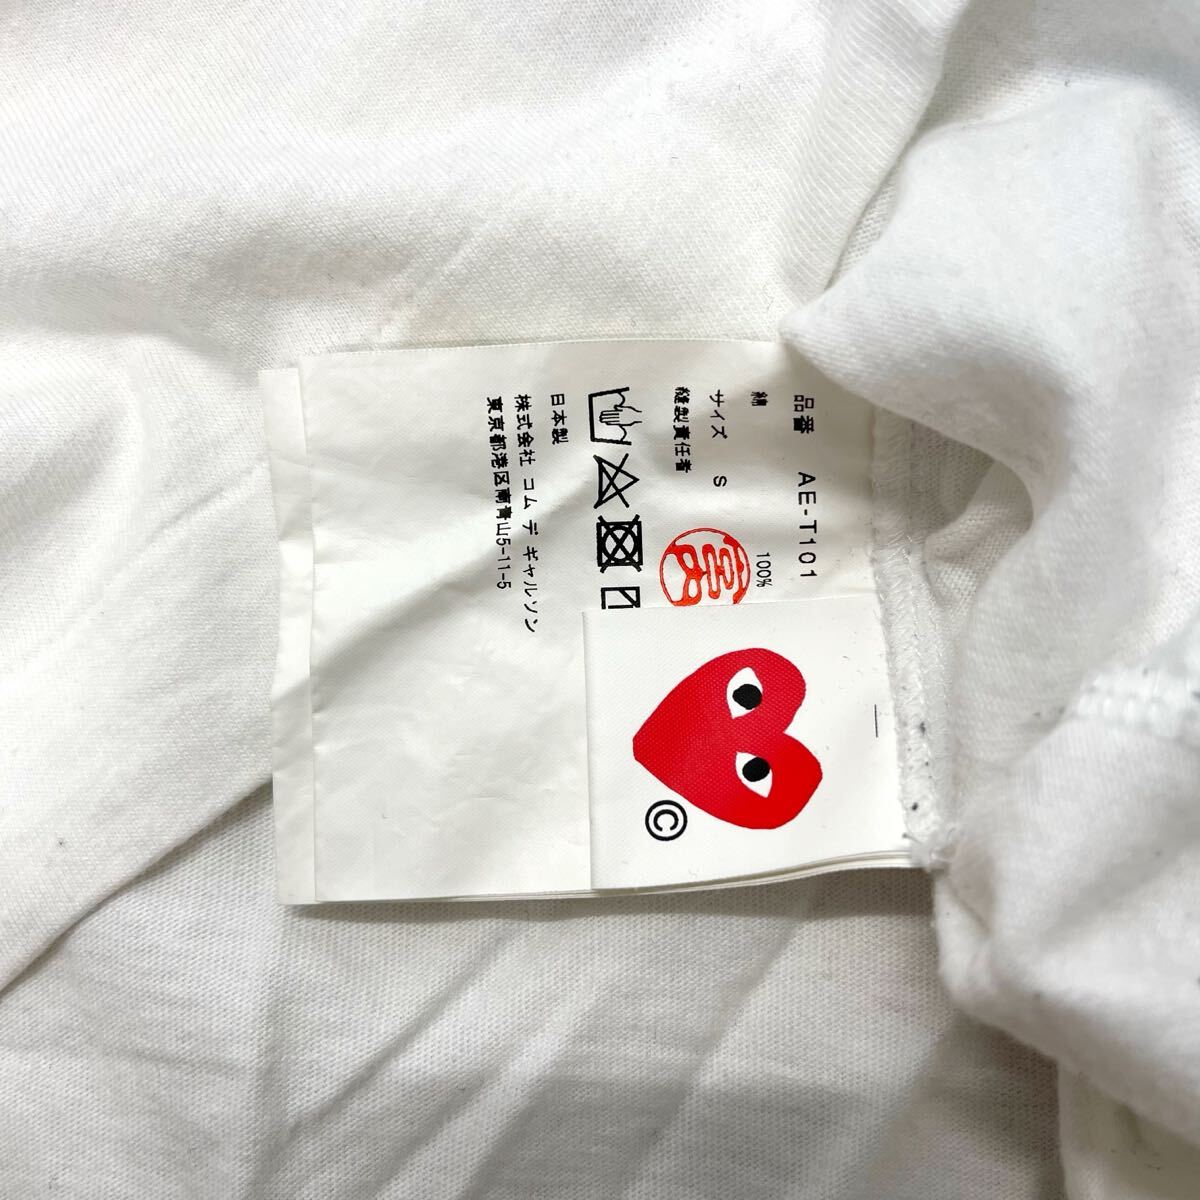 品番 AE-T101
綿 100%
サイズ S
縫製責任者
日本製
株式会社 コム デ ギャルソン
東京都港区南青山5-11-5
©